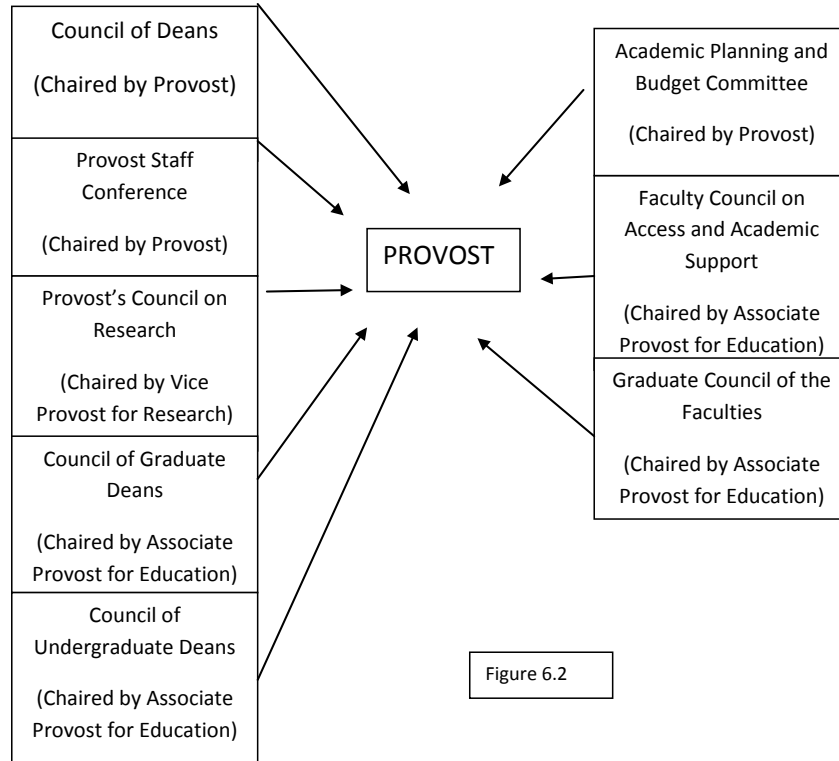 Council of Deans
(Chaired by Provost)
Provost Staff
Conference
(Chaired by Provost)
Provost’s Council on
Research
(Chaired by Vice
Provost for Research)
Council of Graduate
Deans
(Chaired by Associate
Provost for Education)
Council of
Undergraduate Deans
(Chaired by Associate
Provost for Education)
PROVOST
Academic Planning and
Budget Committee
(Chaired by Provost)
Faculty Council on
Access and Academic
Support
(Chaired by Associate
Provost for Education)
Graduate Council of the
Faculties
(Chaired by Associate
Provost for Education)
Figure 6.2